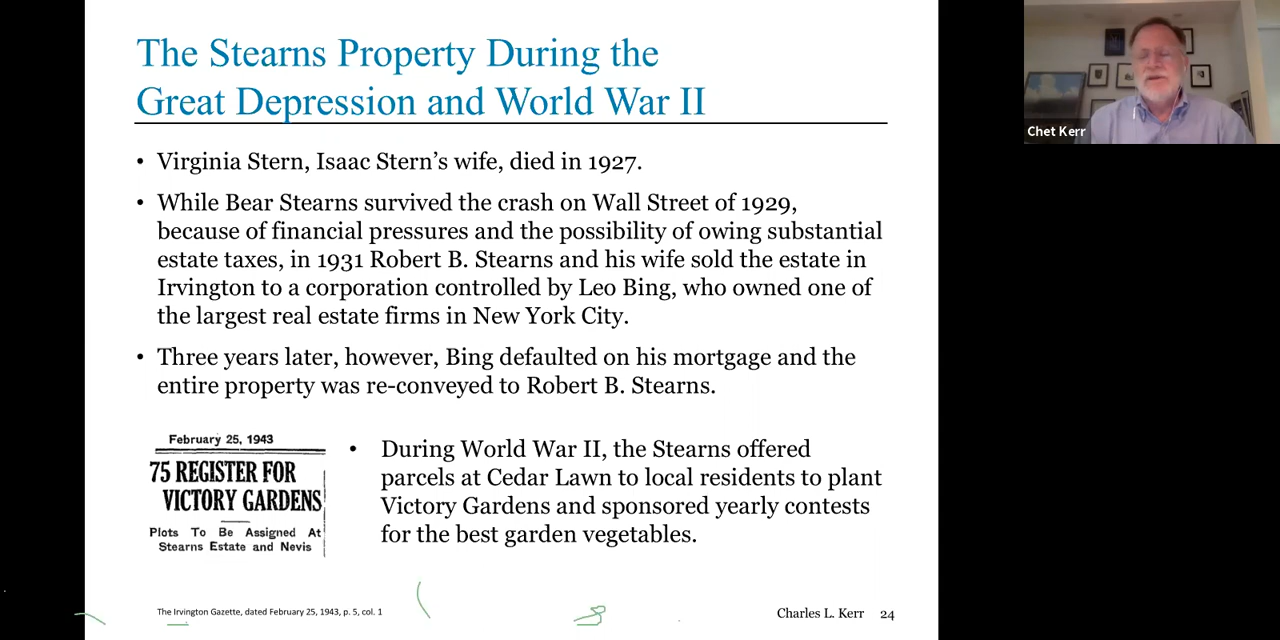 The Stearns Property During the
Great Depression and World War II
• Virginia Stern, Isaac Stern’s wife, died in 1927.
• While Bear Stearns survived the crash on Wall Street of 1929,
because of financial pressures and the possibility of owing substantial
estate taxes, in 1931 Robert B. Stearns and his wife sold the estate in
Irvington to a corporation controlled by Leo Bing, who owned one of
the largest real estate firms in New York City.
• Three years later, however, Bing defaulted on his mortgage and the
entire property was re-conveyed to Robert B. Stearns.
February 25, 1943
75 REGISTER FOR
VICTORY GARDENS
Plots To Be Assigned At
Stearns Estate and Nevis
• During World War II, the Stearns offered
parcels at Cedar Lawn to local residents to plant
Victory Gardens and sponsored yearly contests
for the best garden vegetables.
The Irvington Gazette, dated February 25, 1943, p. 5, col. 1
Charles L. Kerr 24
Chet Kerr